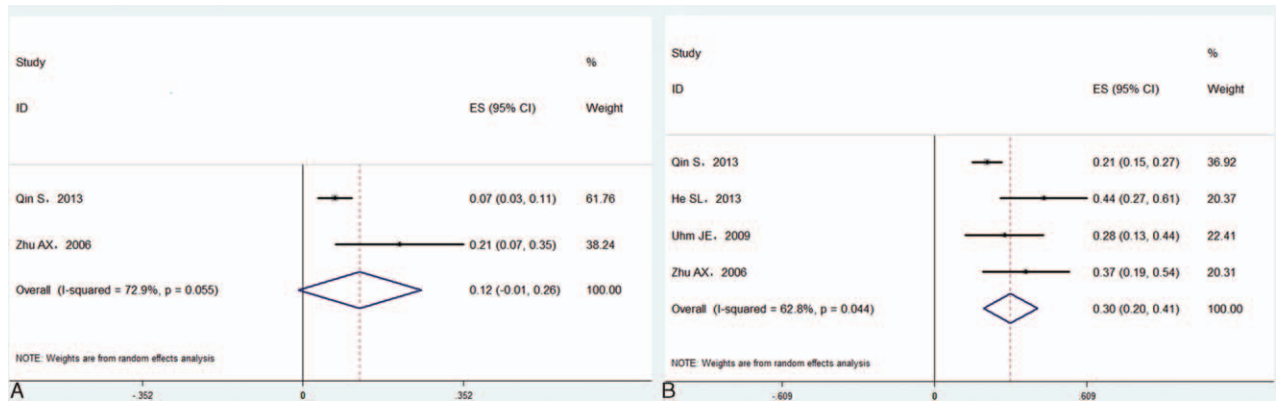 Study %
ID ES (95% CI) Weight
Qin S，2013 0.07 (0.03, 0.11) 61.76
Zhu AX，2006 0.21 (0.07, 0.35) 38.24
Overall (I-squared = 72.9%, p = 0.055) 0.12 (-0.01, 0.26) 100.00
NOTE: Weights are from random effects analysis
A -.352 0 .352
Study %
ID ES (95% CI) Weight
Qin S，2013 0.21 (0.15, 0.27) 36.92
He SL，2013 0.44 (0.27, 0.61) 20.37
Uhm JE，2009 0.28 (0.13, 0.44) 22.41
Zhu AX，2006 0.37 (0.19, 0.54) 20.31
Overall (I-squared = 62.8%, p = 0.044) 0.30 (0.20, 0.41) 100.00
NOTE: Weights are from random effects analysis
B -.609 0 .609